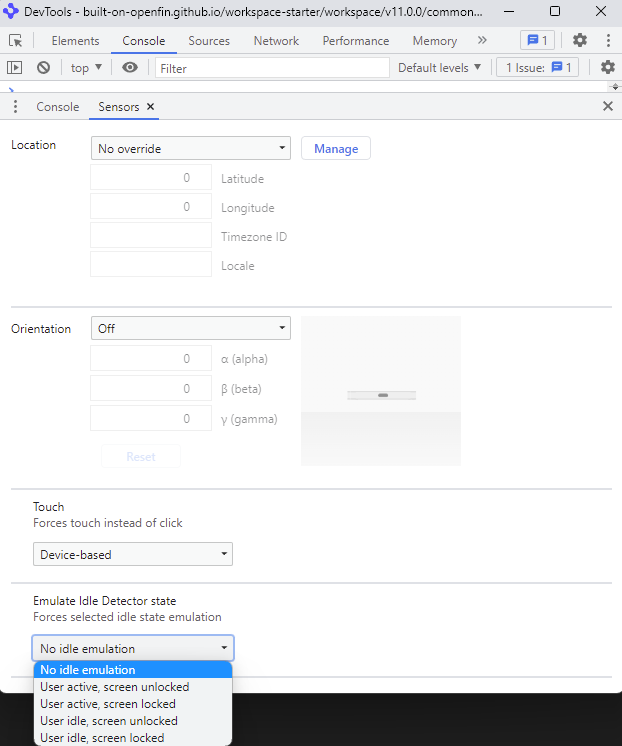 DevTools - built-on-openfin.github.io/workspace-starter/workspace/v11.0.0/common...
Elements Console Sources Network Performance Memory » 1
top Filter Default levels 1 Issue: 1
Console Sensors
Location No override Manage
0 Latitude
0 Longitude
Timezone ID
Locale
Orientation Off
0 α (alpha)
0 β (beta)
0 γ (gamma)
Reset
Touch
Forces touch instead of click
Device-based
Emulate Idle Detector state
Forces selected idle state emulation
No idle emulation
No idle emulation
User active, screen unlocked
User active, screen locked
User idle, screen unlocked
User idle, screen locked